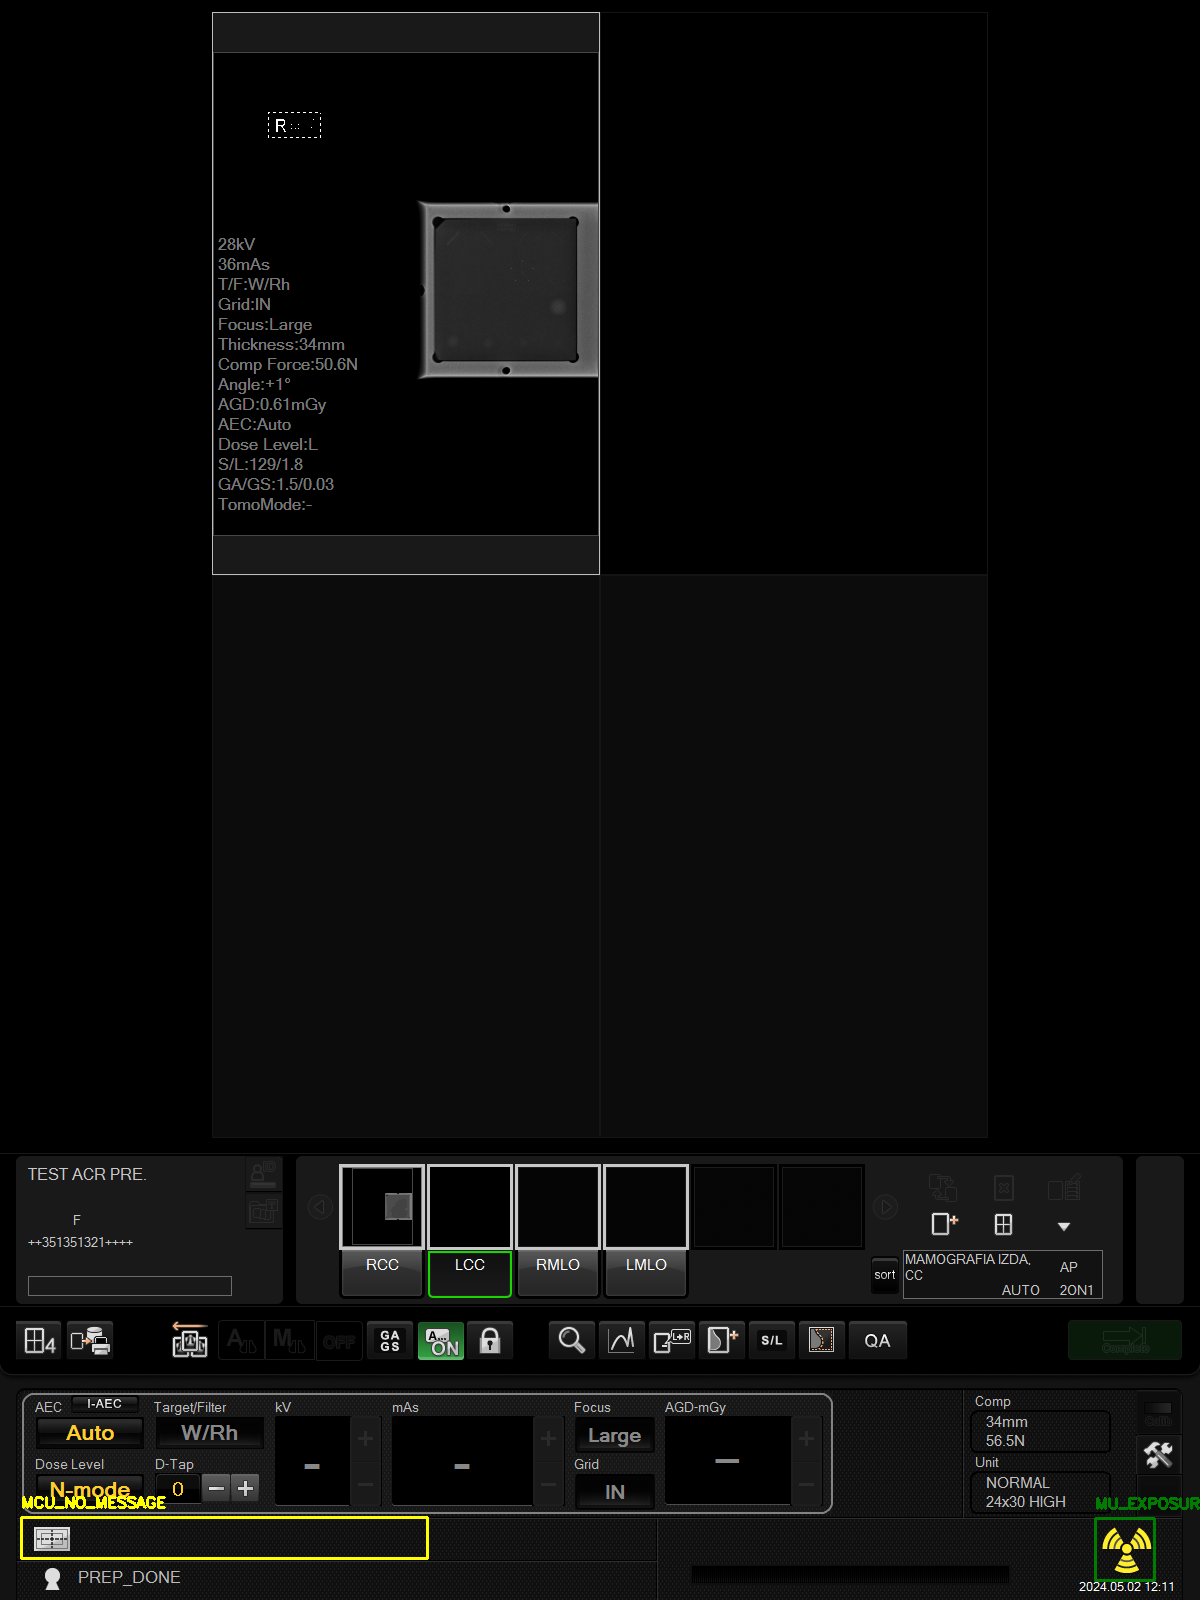 R
28kV
36mAs
T/F:W/Rh
Grid:IN
Focus:Large
Thickness:34mm
Comp Force:50.6N
Angle:+1°
AGD:0.61mGy
AEC:Auto
Dose Level:L
S/L:129/1.8
GA/GS:1.5/0.03
TomoMode:-
TEST ACR PRE.
F
++351351321++++
RCC
LCC
RMLO
LMLO
sort
MAMOGRAFIA IZDA,
CC
AP
AUTO
2ON1
4
A
M
OFF
GA
GS
A...
ON
L→R
S/L
QA
Complete
AEC
I-AEC
Auto
Dose Level
N-mode
Target/Filter
W/Rh
D-Tap
0
kV
–
mAs
–
Focus
Large
Grid
IN
AGD-mGy
—
Comp
34mm
56.5N
Unit
NORMAL
24x30 HIGH
MCU_NO_MESSAGE
MU_EXPOSUR
PREP_DONE
2024.05.02 12:11